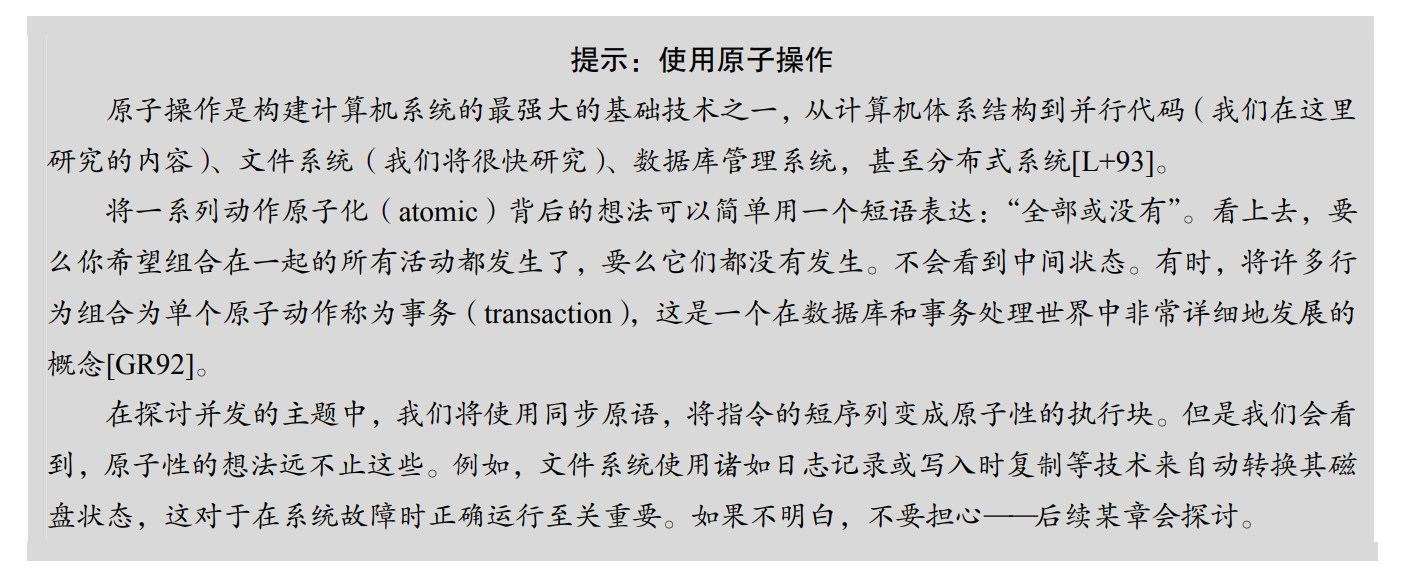 提示：使用原子操作
原子操作是构建计算机系统的最强大的基础技术之一，从计算机体系结构到并行代码（我们在这里
研究的内容）、文件系统（我们将很快研究）、数据库管理系统，甚至分布式系统[L+93]。
将一系列动作原子化（atomic）背后的想法可以简单用一个短语表达：“全部或没有”。看上去，要
么你希望组合在一起的所有活动都发生了，要么它们都没有发生。不会看到中间状态。有时，将许多行
为组合为单个原子动作称为事务（transaction），这是一个在数据库和事务处理世界中非常详细地发展的
概念[GR92]。
在探讨并发的主题中，我们将使用同步原语，将指令的短序列变成原子性的执行块。但是我们会看
到，原子性的想法远不止这些。例如，文件系统使用诸如日志记录或写入时复制等技术来自动转换其磁
盘状态，这对于在系统故障时正确运行至关重要。如果不明白，不要担心——后续某章会探讨。